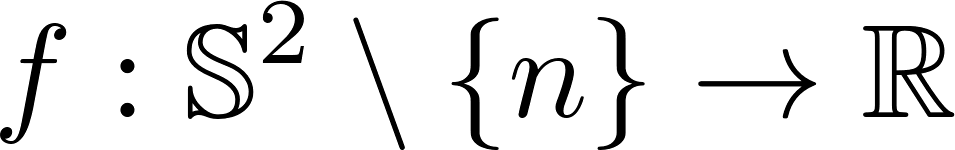 f : 𝕊² \ {n} → ℝ